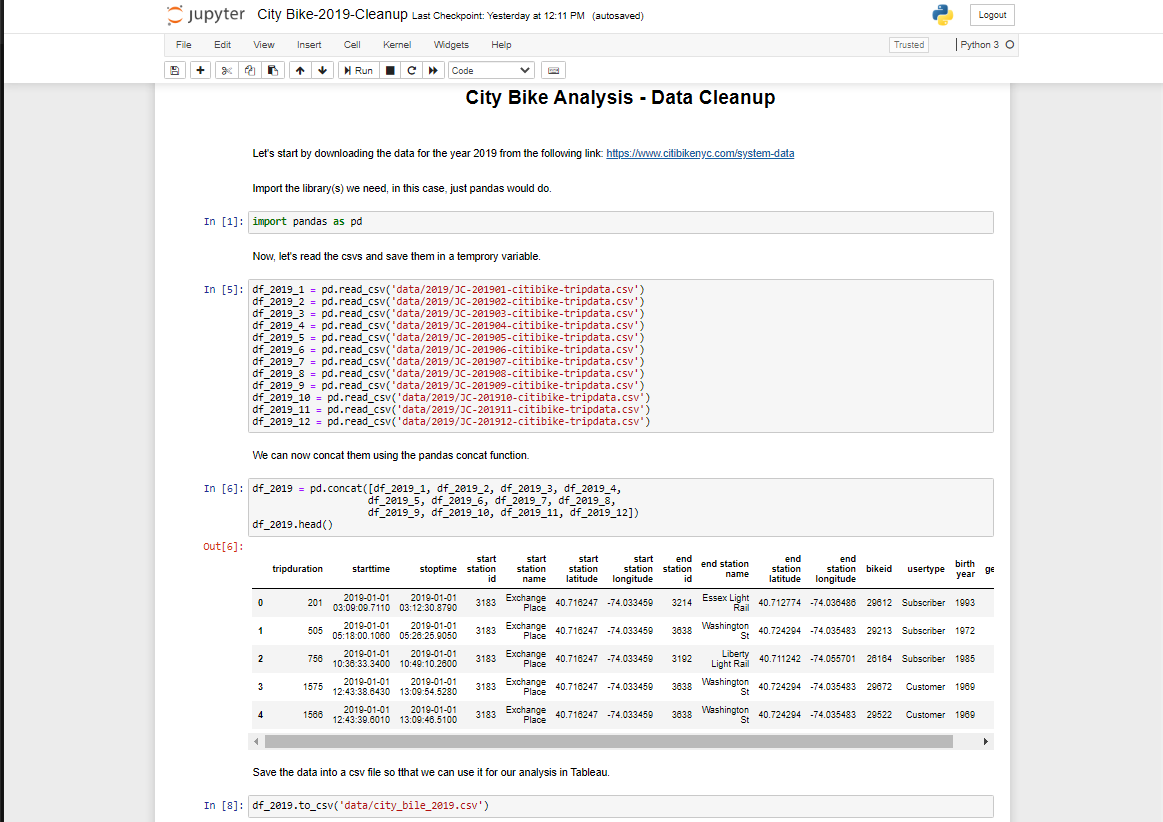 jupyter City Bike-2019-Cleanup Last Checkpoint: Yesterday at 12:11 PM (autosaved)
Logout
File Edit View Insert Cell Kernel Widgets Help
Trusted
Python 3
Run
Code
City Bike Analysis - Data Cleanup
Let's start by downloading the data for the year 2019 from the following link: https://www.citibikenyc.com/system-data
Import the library(s) we need, in this case, just pandas would do.
In [1]: import pandas as pd
Now, let's read the csvs and save them in a temprory variable.
In [5]: df_2019_1 = pd.read_csv('data/2019/JC-201901-citibike-tripdata.csv')
df_2019_2 = pd.read_csv('data/2019/JC-201902-citibike-tripdata.csv')
df_2019_3 = pd.read_csv('data/2019/JC-201903-citibike-tripdata.csv')
df_2019_4 = pd.read_csv('data/2019/JC-201904-citibike-tripdata.csv')
df_2019_5 = pd.read_csv('data/2019/JC-201905-citibike-tripdata.csv')
df_2019_6 = pd.read_csv('data/2019/JC-201906-citibike-tripdata.csv')
df_2019_7 = pd.read_csv('data/2019/JC-201907-citibike-tripdata.csv')
df_2019_8 = pd.read_csv('data/2019/JC-201908-citibike-tripdata.csv')
df_2019_9 = pd.read_csv('data/2019/JC-201909-citibike-tripdata.csv')
df_2019_10 = pd.read_csv('data/2019/JC-201910-citibike-tripdata.csv')
df_2019_11 = pd.read_csv('data/2019/JC-201911-citibike-tripdata.csv')
df_2019_12 = pd.read_csv('data/2019/JC-201912-citibike-tripdata.csv')
We can now concat them using the pandas concat function.
In [6]: df_2019 = pd.concat([df_2019_1, df_2019_2, df_2019_3, df_2019_4,
df_2019_5, df_2019_6, df_2019_7, df_2019_8,
df_2019_9, df_2019_10, df_2019_11, df_2019_12])
df_2019.head()
Out[6]:
tripduration starttime stoptime start station id start station name start station latitude start station longitude end station id end station name end station latitude end station longitude bikeid usertype birth year ge
0 201 2019-01-01 03:09:09.7110 2019-01-01 03:12:30.8790 3183 Exchange Place 40.716247 -74.033459 3214 Essex Light Rail 40.712774 -74.036486 29612 Subscriber 1993
1 505 2019-01-01 05:18:00.1060 2019-01-01 05:26:25.9050 3183 Exchange Place 40.716247 -74.033459 3638 Washington St 40.724294 -74.035483 29213 Subscriber 1972
2 756 2019-01-01 10:36:33.3400 2019-01-01 10:49:10.2600 3183 Exchange Place 40.716247 -74.033459 3192 Liberty Light Rail 40.711242 -74.055701 26164 Subscriber 1985
3 1575 2019-01-01 12:43:38.6430 2019-01-01 13:09:54.5280 3183 Exchange Place 40.716247 -74.033459 3638 Washington St 40.724294 -74.035483 29672 Customer 1969
4 1566 2019-01-01 12:43:39.6010 2019-01-01 13:09:46.5100 3183 Exchange Place 40.716247 -74.033459 3638 Washington St 40.724294 -74.035483 29522 Customer 1969
Save the data into a csv file so tthat we can use it for our analysis in Tableau.
In [8]: df_2019.to_csv('data/city_bile_2019.csv')